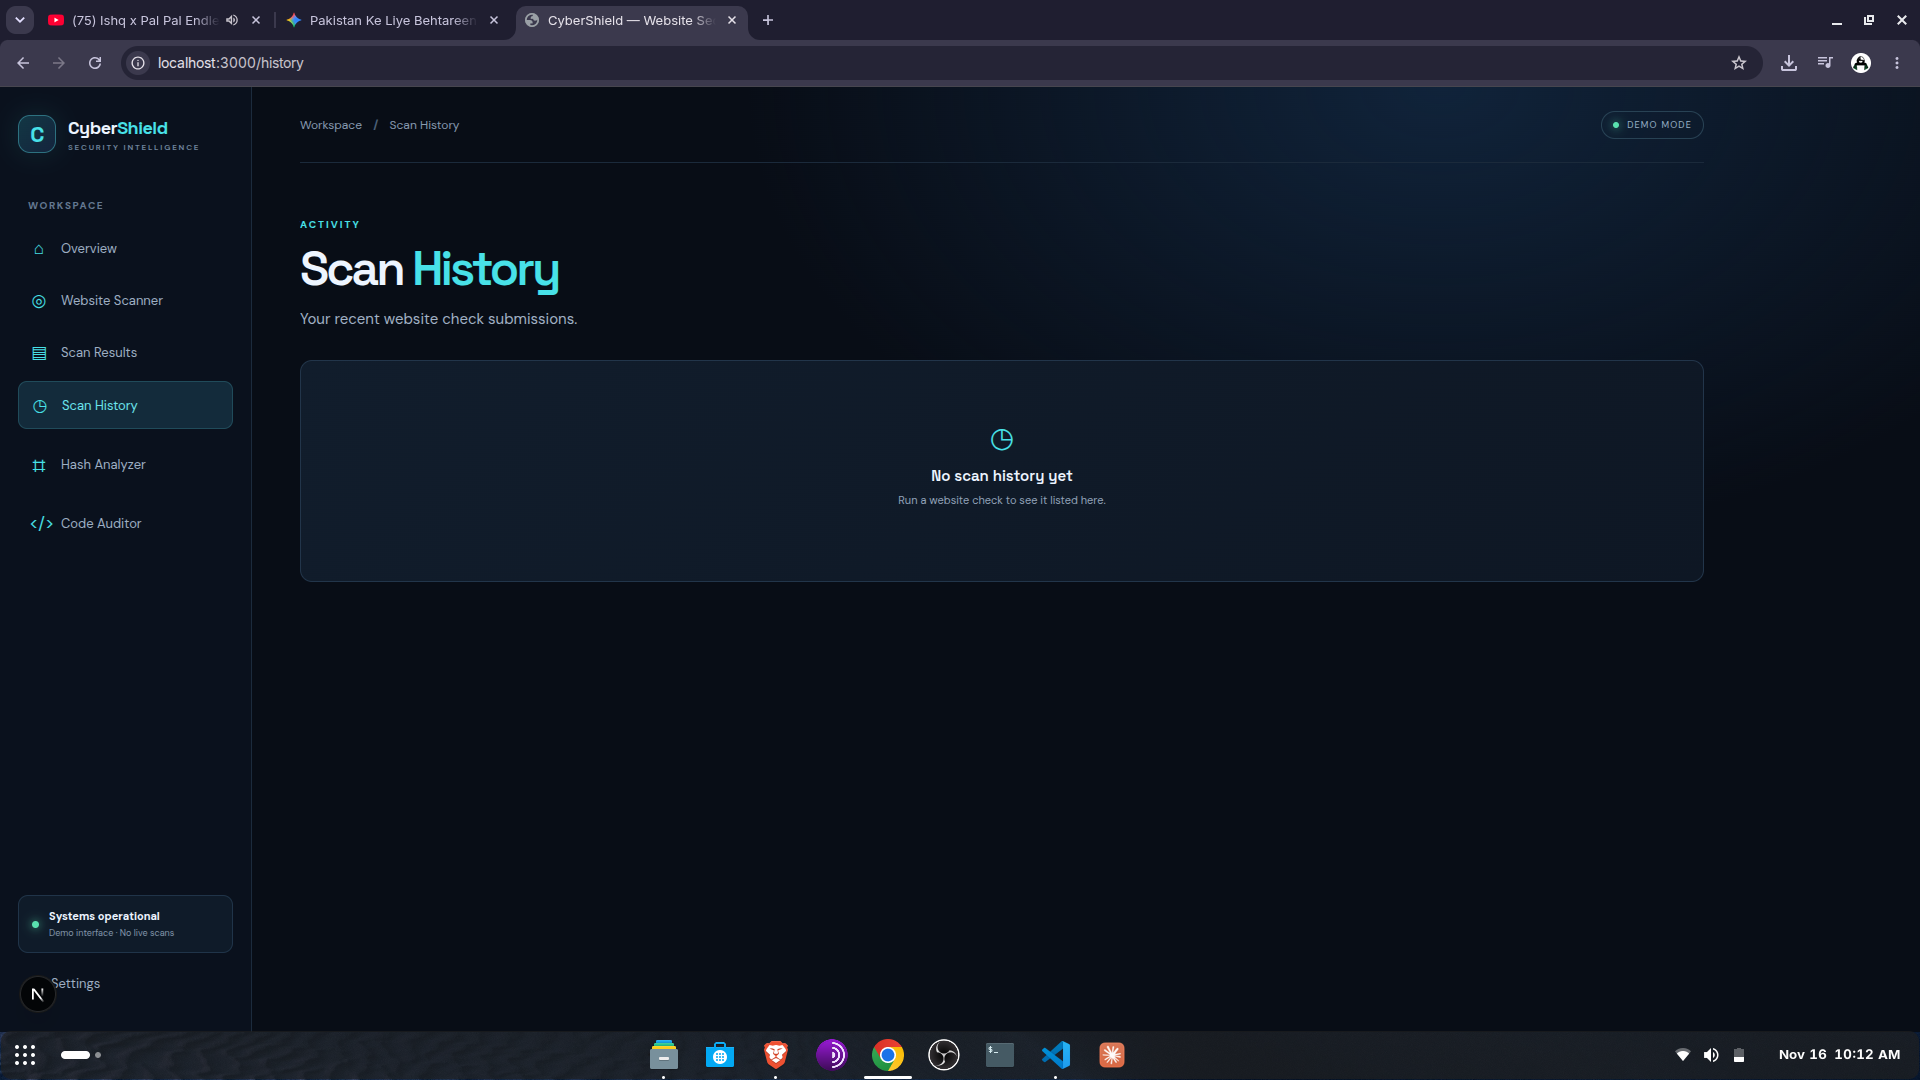 (75) Ishq x Pal Pal Endle
Pakistan Ke Liye Behtareen
CyberShield — Website Se
localhost:3000/history
C
CyberShield
SECURITY INTELLIGENCE
WORKSPACE
Overview
Website Scanner
Scan Results
Scan History
Hash Analyzer
</> Code Auditor
Systems operational
Demo interface · No live scans
N
Settings
Workspace / Scan History
DEMO MODE
ACTIVITY
Scan History
Your recent website check submissions.
No scan history yet
Run a website check to see it listed here.
$_
Nov 16 10:12 AM